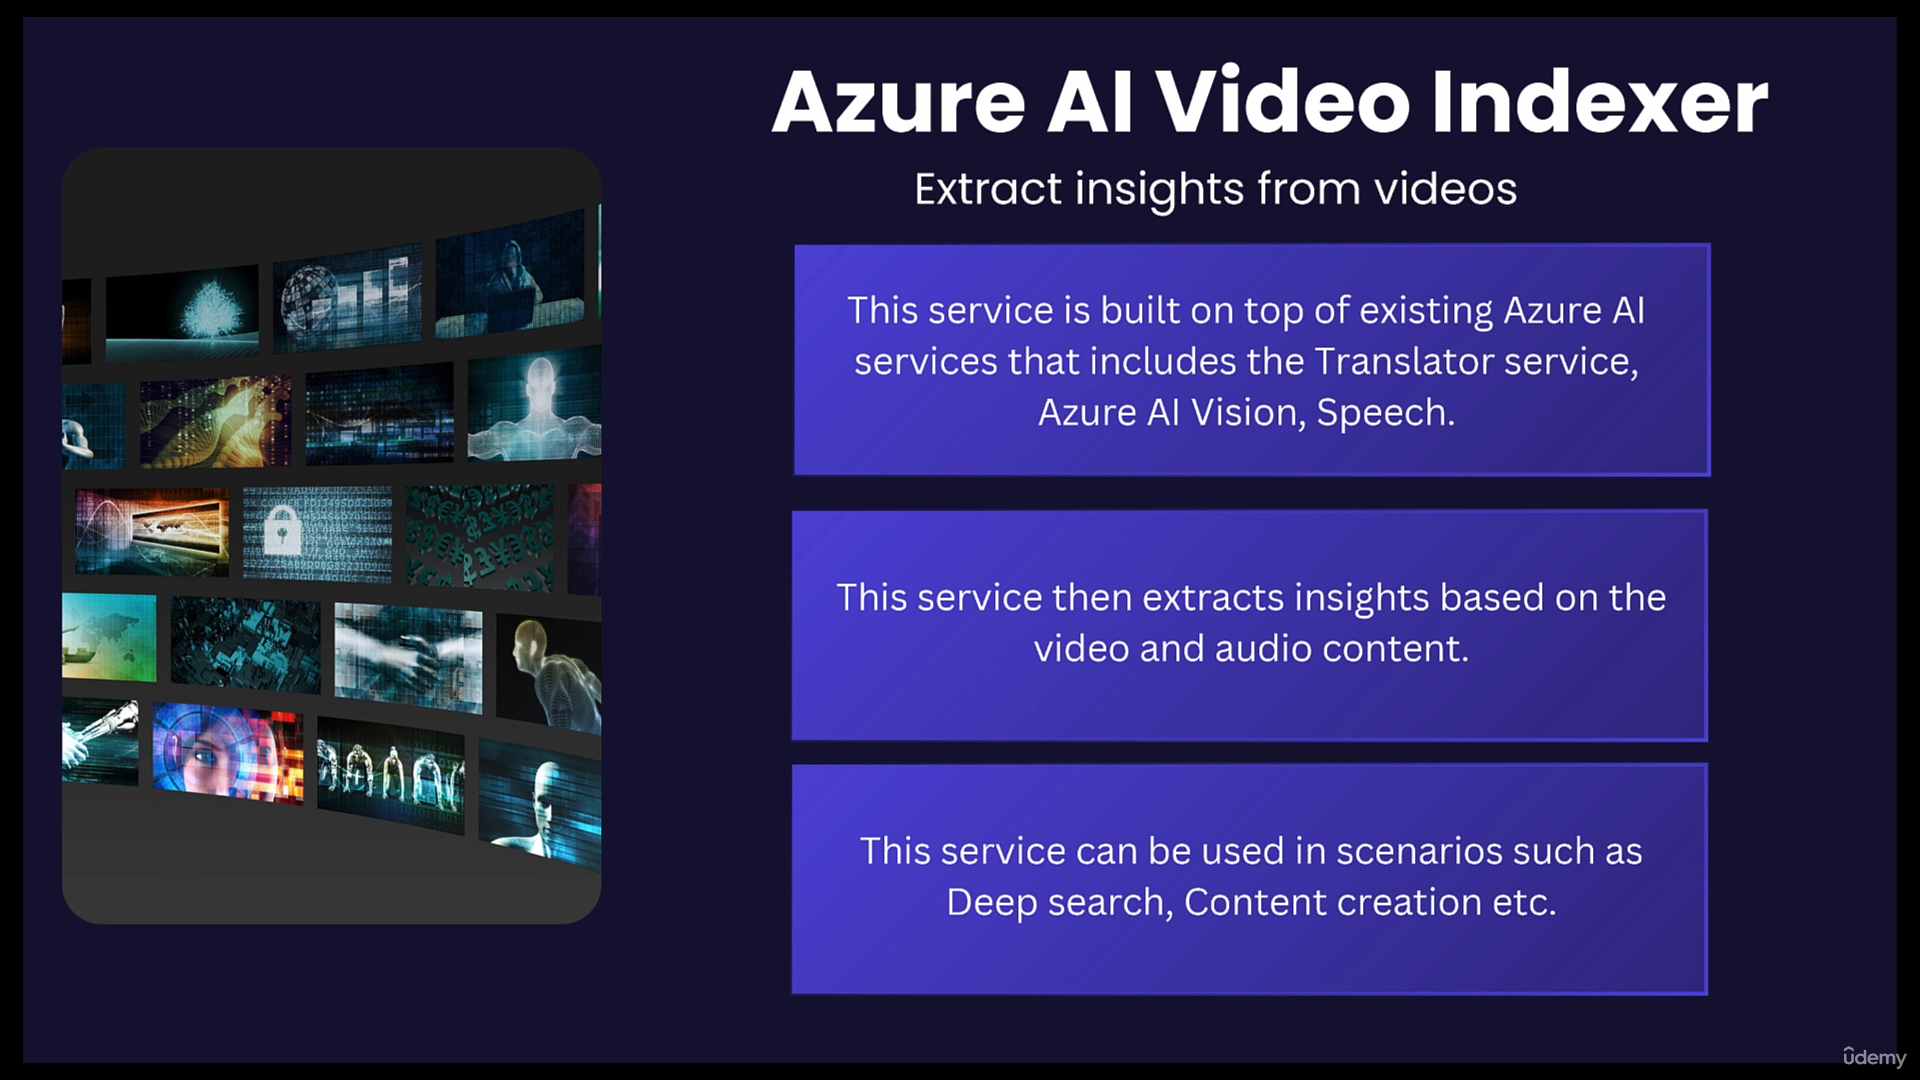 Azure AI Video Indexer
Extract insights from videos
This service is built on top of existing Azure AI
services that includes the Translator service,
Azure AI Vision, Speech.
This service then extracts insights based on the
video and audio content.
This service can be used in scenarios such as
Deep search, Content creation etc.
ûdemy